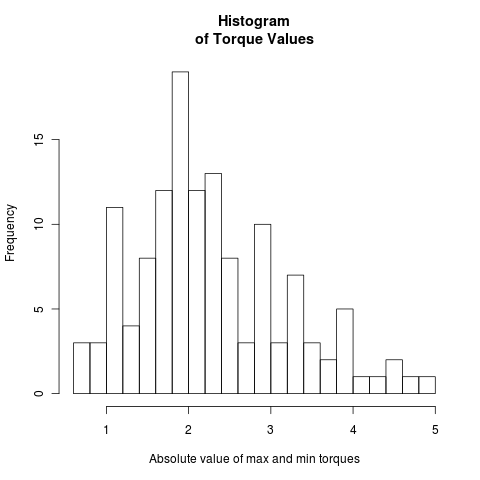 Histogram
of Torque Values
Frequency
15
10
5
0
1 2 3 4 5
Absolute value of max and min torques